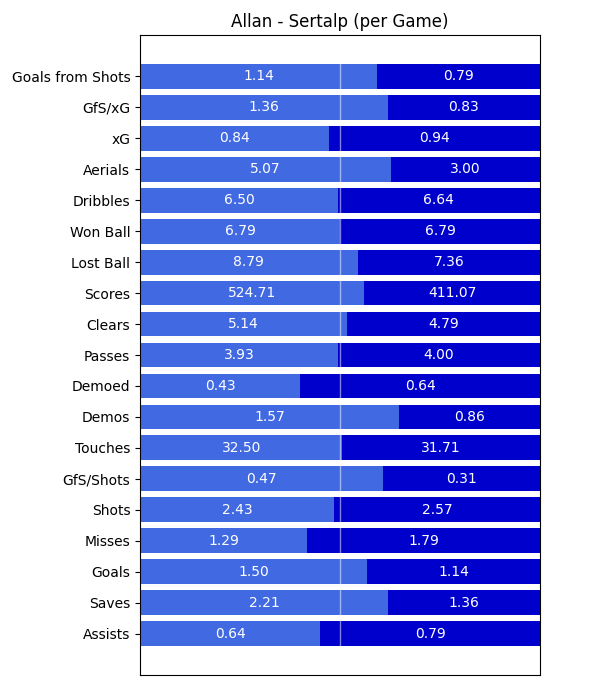 Allan - Sertalp (per Game)
Goals from Shots 1.14 0.79
GfS/xG 1.36 0.83
xG 0.84 0.94
Aerials 5.07 3.00
Dribbles 6.50 6.64
Won Ball 6.79 6.79
Lost Ball 8.79 7.36
Scores 524.71 411.07
Clears 5.14 4.79
Passes 3.93 4.00
Demoed 0.43 0.64
Demos 1.57 0.86
Touches 32.50 31.71
GfS/Shots 0.47 0.31
Shots 2.43 2.57
Misses 1.29 1.79
Goals 1.50 1.14
Saves 2.21 1.36
Assists 0.64 0.79